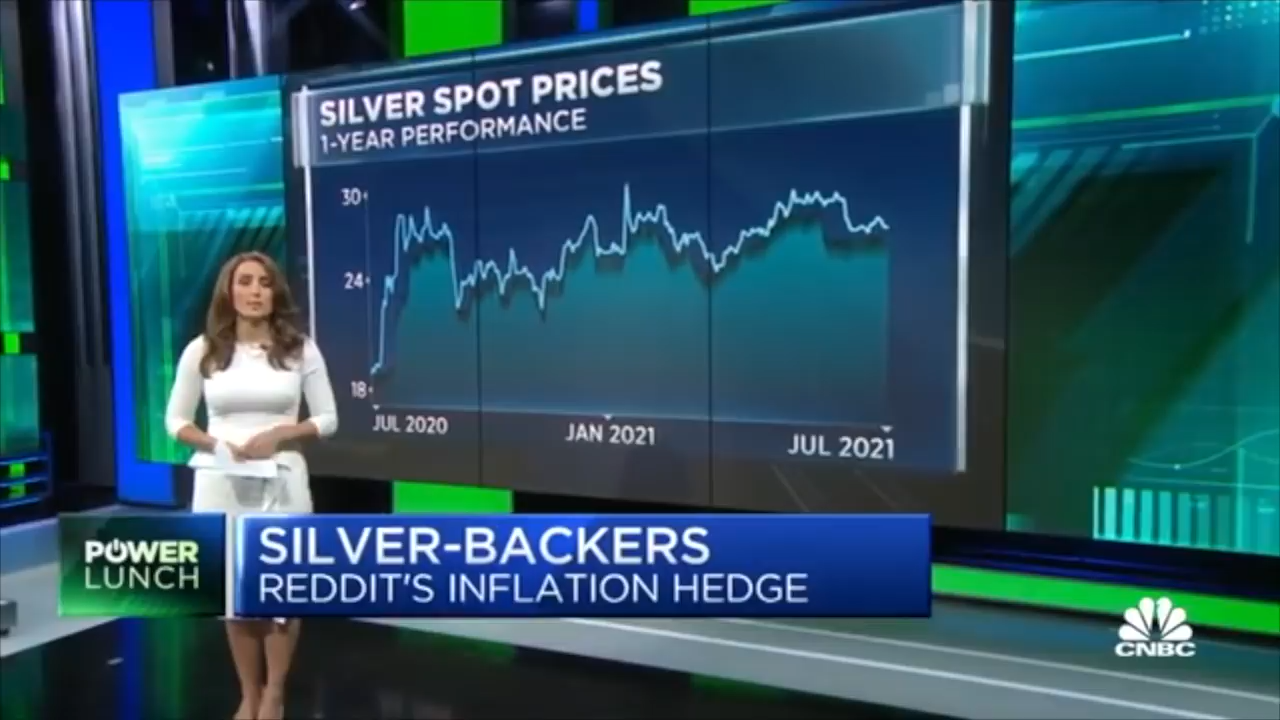 SILVER SPOT PRICES
1-YEAR PERFORMANCE
30
24
18
JUL 2020
JAN 2021
JUL 2021
POWER
LUNCH
SILVER-BACKERS
REDDIT'S INFLATION HEDGE
CNBC